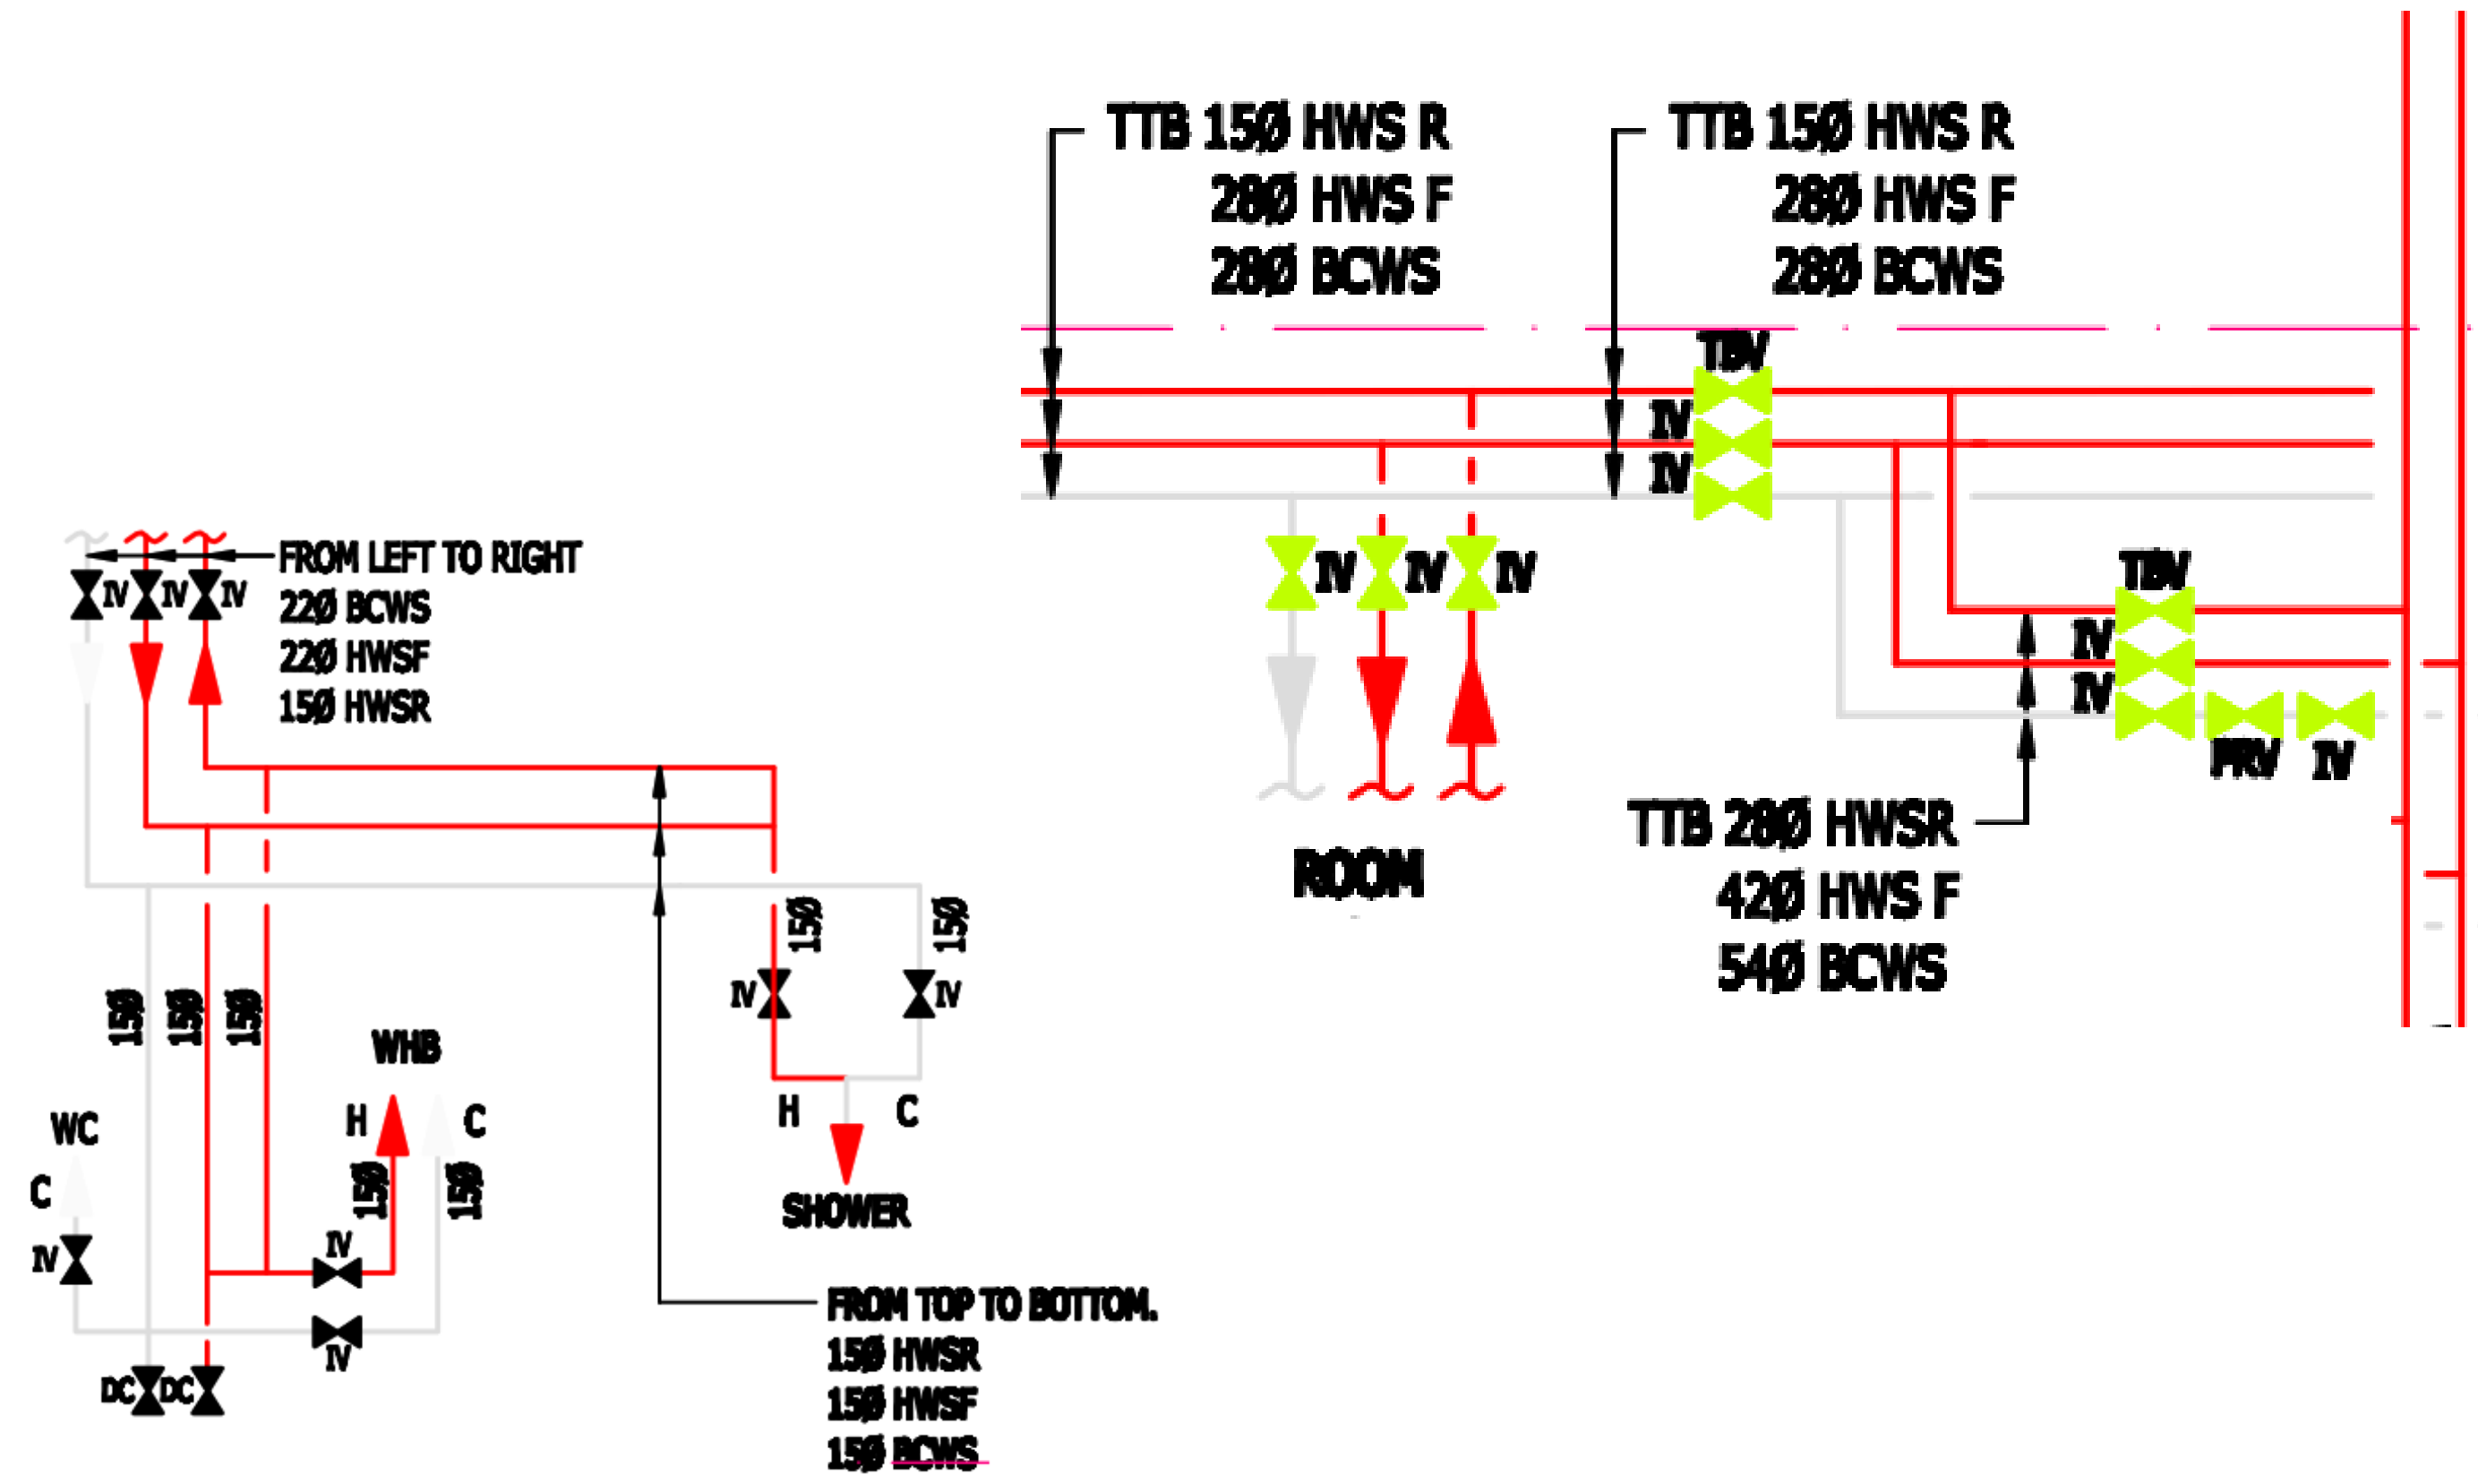 TTB 15Ø HWS R
28Ø HWS F
28Ø BCWS
TTB 15Ø HWS R
28Ø HWS F
28Ø BCWS
TBV
IV
IV
IV
IV
IV
ROOM
TBV
IV
IV
PRV
IV
TTB 28Ø HWSR
42Ø HWS F
54Ø BCWS
FROM LEFT TO RIGHT
22Ø BCWS
22Ø HWSF
15Ø HWSR
IV
IV
IV
15Ø
15Ø
15Ø
15Ø
15Ø
IV
IV
H
C
SHOWER
WHB
H
C
15Ø
15Ø
WC
C
IV
IV
IV
DC
DC
FROM TOP TO BOTTOM.
15Ø HWSR
15Ø HWSF
15Ø BCWS